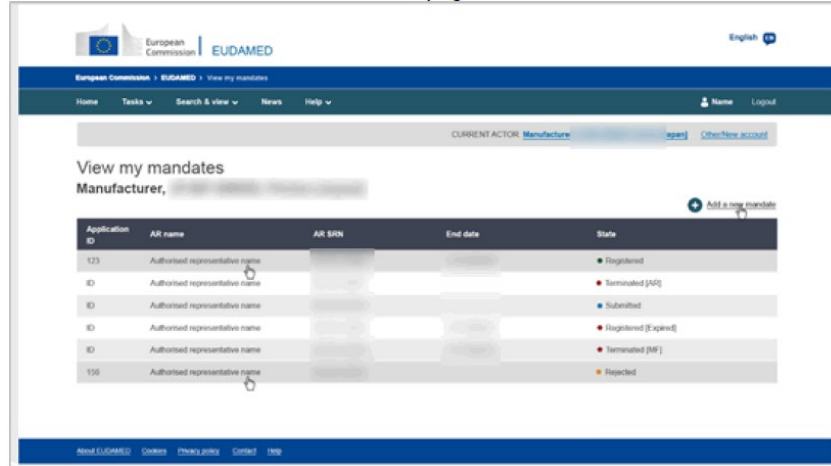 European
Commission
EUDAMED
English EN
European Commission > EUDAMED > View my mandates
Home Tasks Search & view News Help Name Logout
CURRENT ACTOR: Manufacture apan] Other/New account
View my mandates
Manufacturer,
Add a new mandate
Application ID AR name AR SRN End date State
123 Authorised representative name Registered
ID Authorised representative name Terminated [AR]
ID Authorised representative name Submitted
ID Authorised representative name Registered [Expired]
ID Authorised representative name Terminated [MF]
156 Authorised representative name Rejected
About EUDAMED Cookies Privacy policy Contact Help